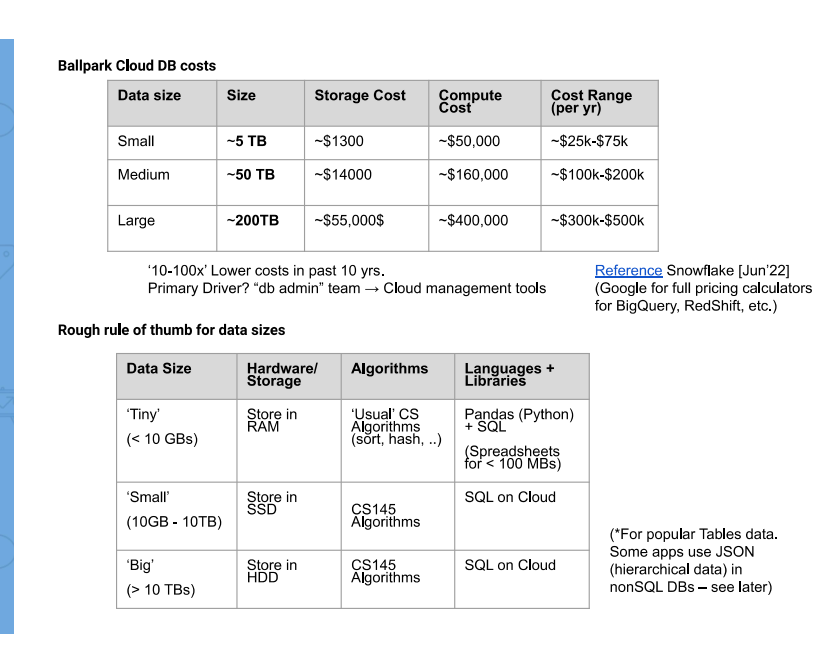 Ballpark Cloud DB costs
Data size Size Storage Cost Compute Cost Cost Range (per yr)
Small ~5 TB ~$1300 ~$50,000 ~$25k-$75k
Medium ~50 TB ~$14000 ~$160,000 ~$100k-$200k
Large ~200TB ~$55,000$ ~$400,000 ~$300k-$500k
‘10-100x’ Lower costs in past 10 yrs.
Primary Driver? “db admin” team → Cloud management tools
Reference Snowflake [Jun’22]
(Google for full pricing calculators
for BigQuery, RedShift, etc.)
Rough rule of thumb for data sizes
Data Size Hardware/ Storage Algorithms Languages + Libraries
‘Tiny’
(< 10 GBs)
Store in
RAM
‘Usual’ CS
Algorithms
(sort, hash, ..)
Pandas (Python)
+ SQL
(Spreadsheets
for < 100 MBs)
‘Small’
(10GB - 10TB)
Store in
SSD
CS145
Algorithms
SQL on Cloud
‘Big’
(> 10 TBs)
Store in
HDD
CS145
Algorithms
SQL on Cloud
(*For popular Tables data.
Some apps use JSON
(hierarchical data) in
nonSQL DBs – see later)